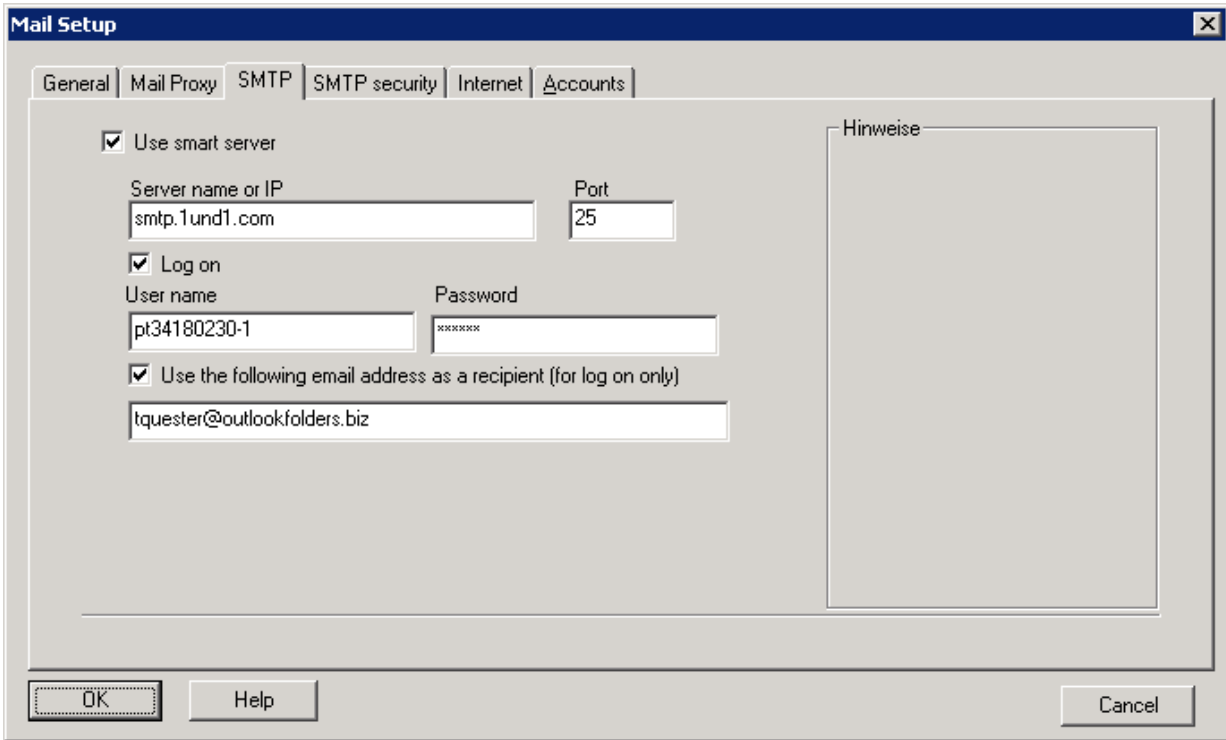 Mail Setup
General Mail Proxy SMTP SMTP security Internet Accounts
Use smart server
Hinweise
Server name or IP Port
smtp.1und1.com 25
Log on
User name Password
pt34180230-1 ××××××
Use the following email address as a recipient (for log on only)
tquester@outlookfolders.biz
OK Help Cancel